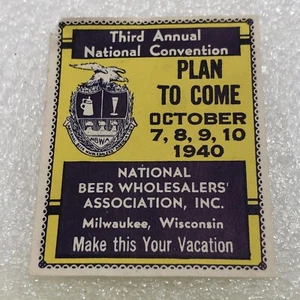 Third Annual
National Convention
PLAN
TO COME
OCTOBER
7, 8, 9, 10
1940
NBWA
NATIONAL
BEER WHOLESALERS'
ASSOCIATION, INC.
Milwaukee, Wisconsin
Make this Your Vacation